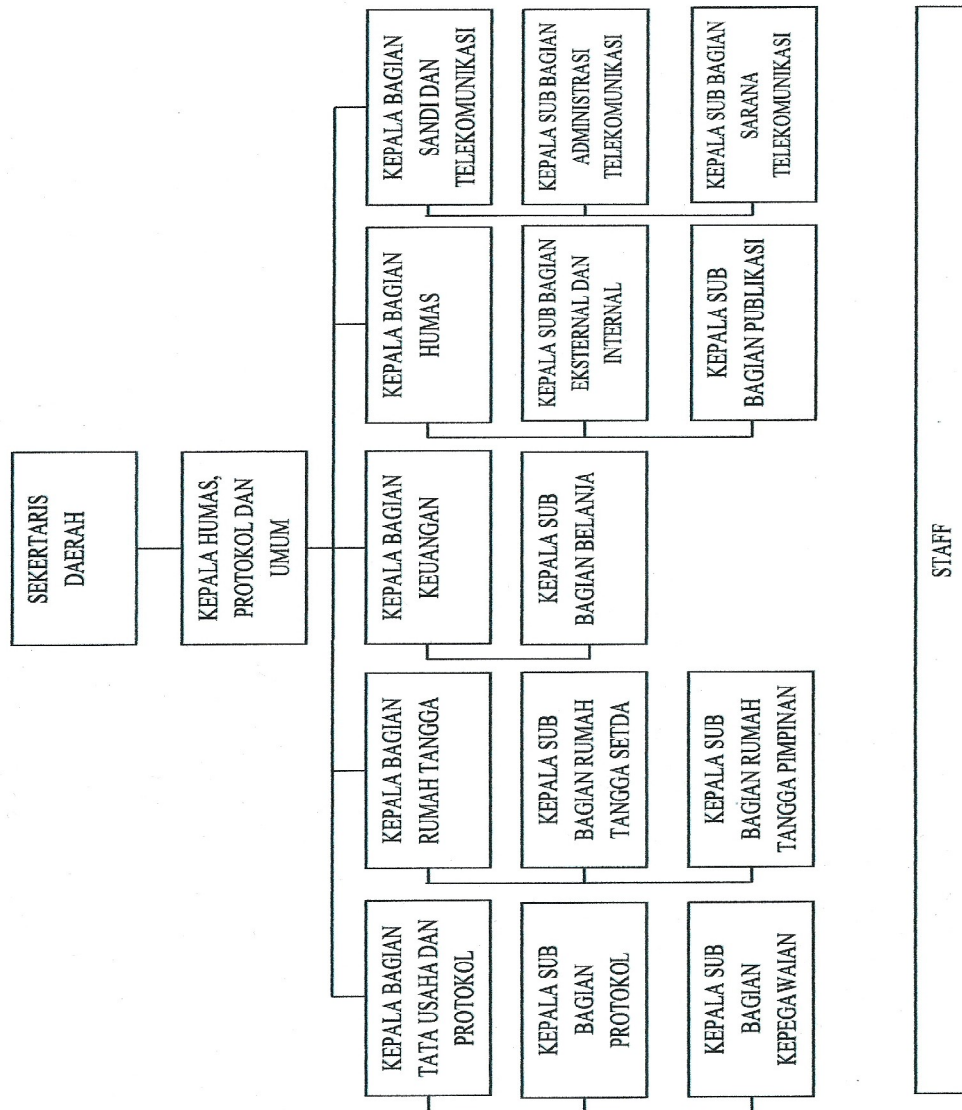 SEKERTARIS
DAERAH
KEPALA HUMAS,
PROTOKOL DAN
UMUM
KEPALA BAGIAN
TATA USAHA DAN
PROTOKOL
KEPALA BAGIAN
RUMAH TANGGA
KEPALA BAGIAN
KEUANGAN
KEPALA BAGIAN
HUMAS
KEPALA BAGIAN
SANDI DAN
TELEKOMUNIKASI
KEPALA SUB
BAGIAN
PROTOKOL
KEPALA SUB
BAGIAN RUMAH
TANGGA SETDA
KEPALA SUB
BAGIAN BELANJA
KEPALA SUB BAGIAN
EKSTERNAL DAN
INTERNAL
KEPALA SUB BAGIAN
ADMINISTRASI
TELEKOMUNIKASI
KEPALA SUB
BAGIAN
KEPEGAWAIAN
KEPALA SUB
BAGIAN RUMAH
TANGGA PIMPINAN
KEPALA SUB
BAGIAN PUBLIKASI
KEPALA SUB BAGIAN
SARANA
TELEKOMUNIKASI
STAFF